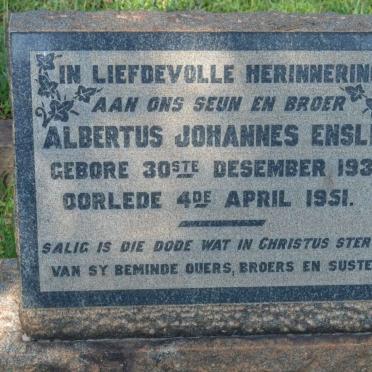 IN LIEFDEVOLLE HERINNERIN
AAN ONS SEUN EN BROER
ALBERTUS JOHANNES ENSL
GEBORE 30STE DESEMBER 193
OORLEDE 4DE APRIL 1951.
SALIG IS DIE DODE WAT IN CHRISTUS STER
VAN SY BEMINDE OUERS, BROERS EN SUSTE